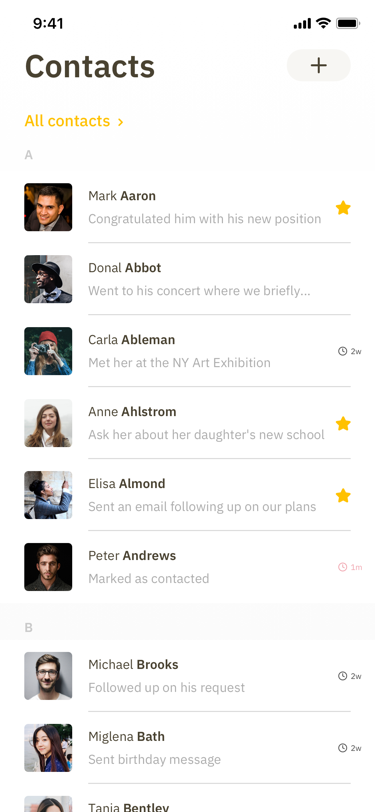 9:41
Contacts
All contacts
A
Mark Aaron
Congratulated him with his new position
Donal Abbot
Went to his concert where we briefly...
Carla Ableman
Met her at the NY Art Exhibition
2w
Anne Ahlstrom
Ask her about her daughter's new school
Elisa Almond
Sent an email following up on our plans
Peter Andrews
Marked as contacted
1m
B
Michael Brooks
Followed up on his request
2w
Miglena Bath
Sent birthday message
2w
Tania Bentley